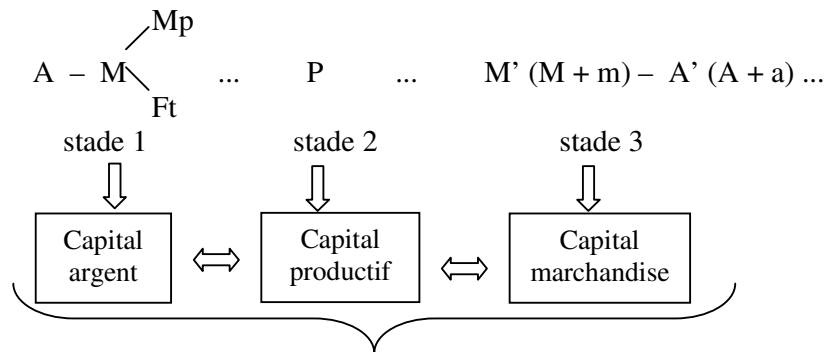 Mp
A – M ... P ... M’ (M + m) – A’ (A + a) ...
Ft
stade 1 stade 2 stade 3
Capital Capital Capital
argent productif marchandise